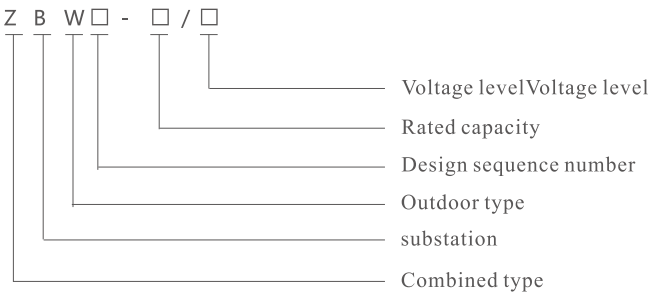 Z B W□ - □ / □
Voltage levelVoltage level
Rated capacity
Design sequence number
Outdoor type
substation
Combined type